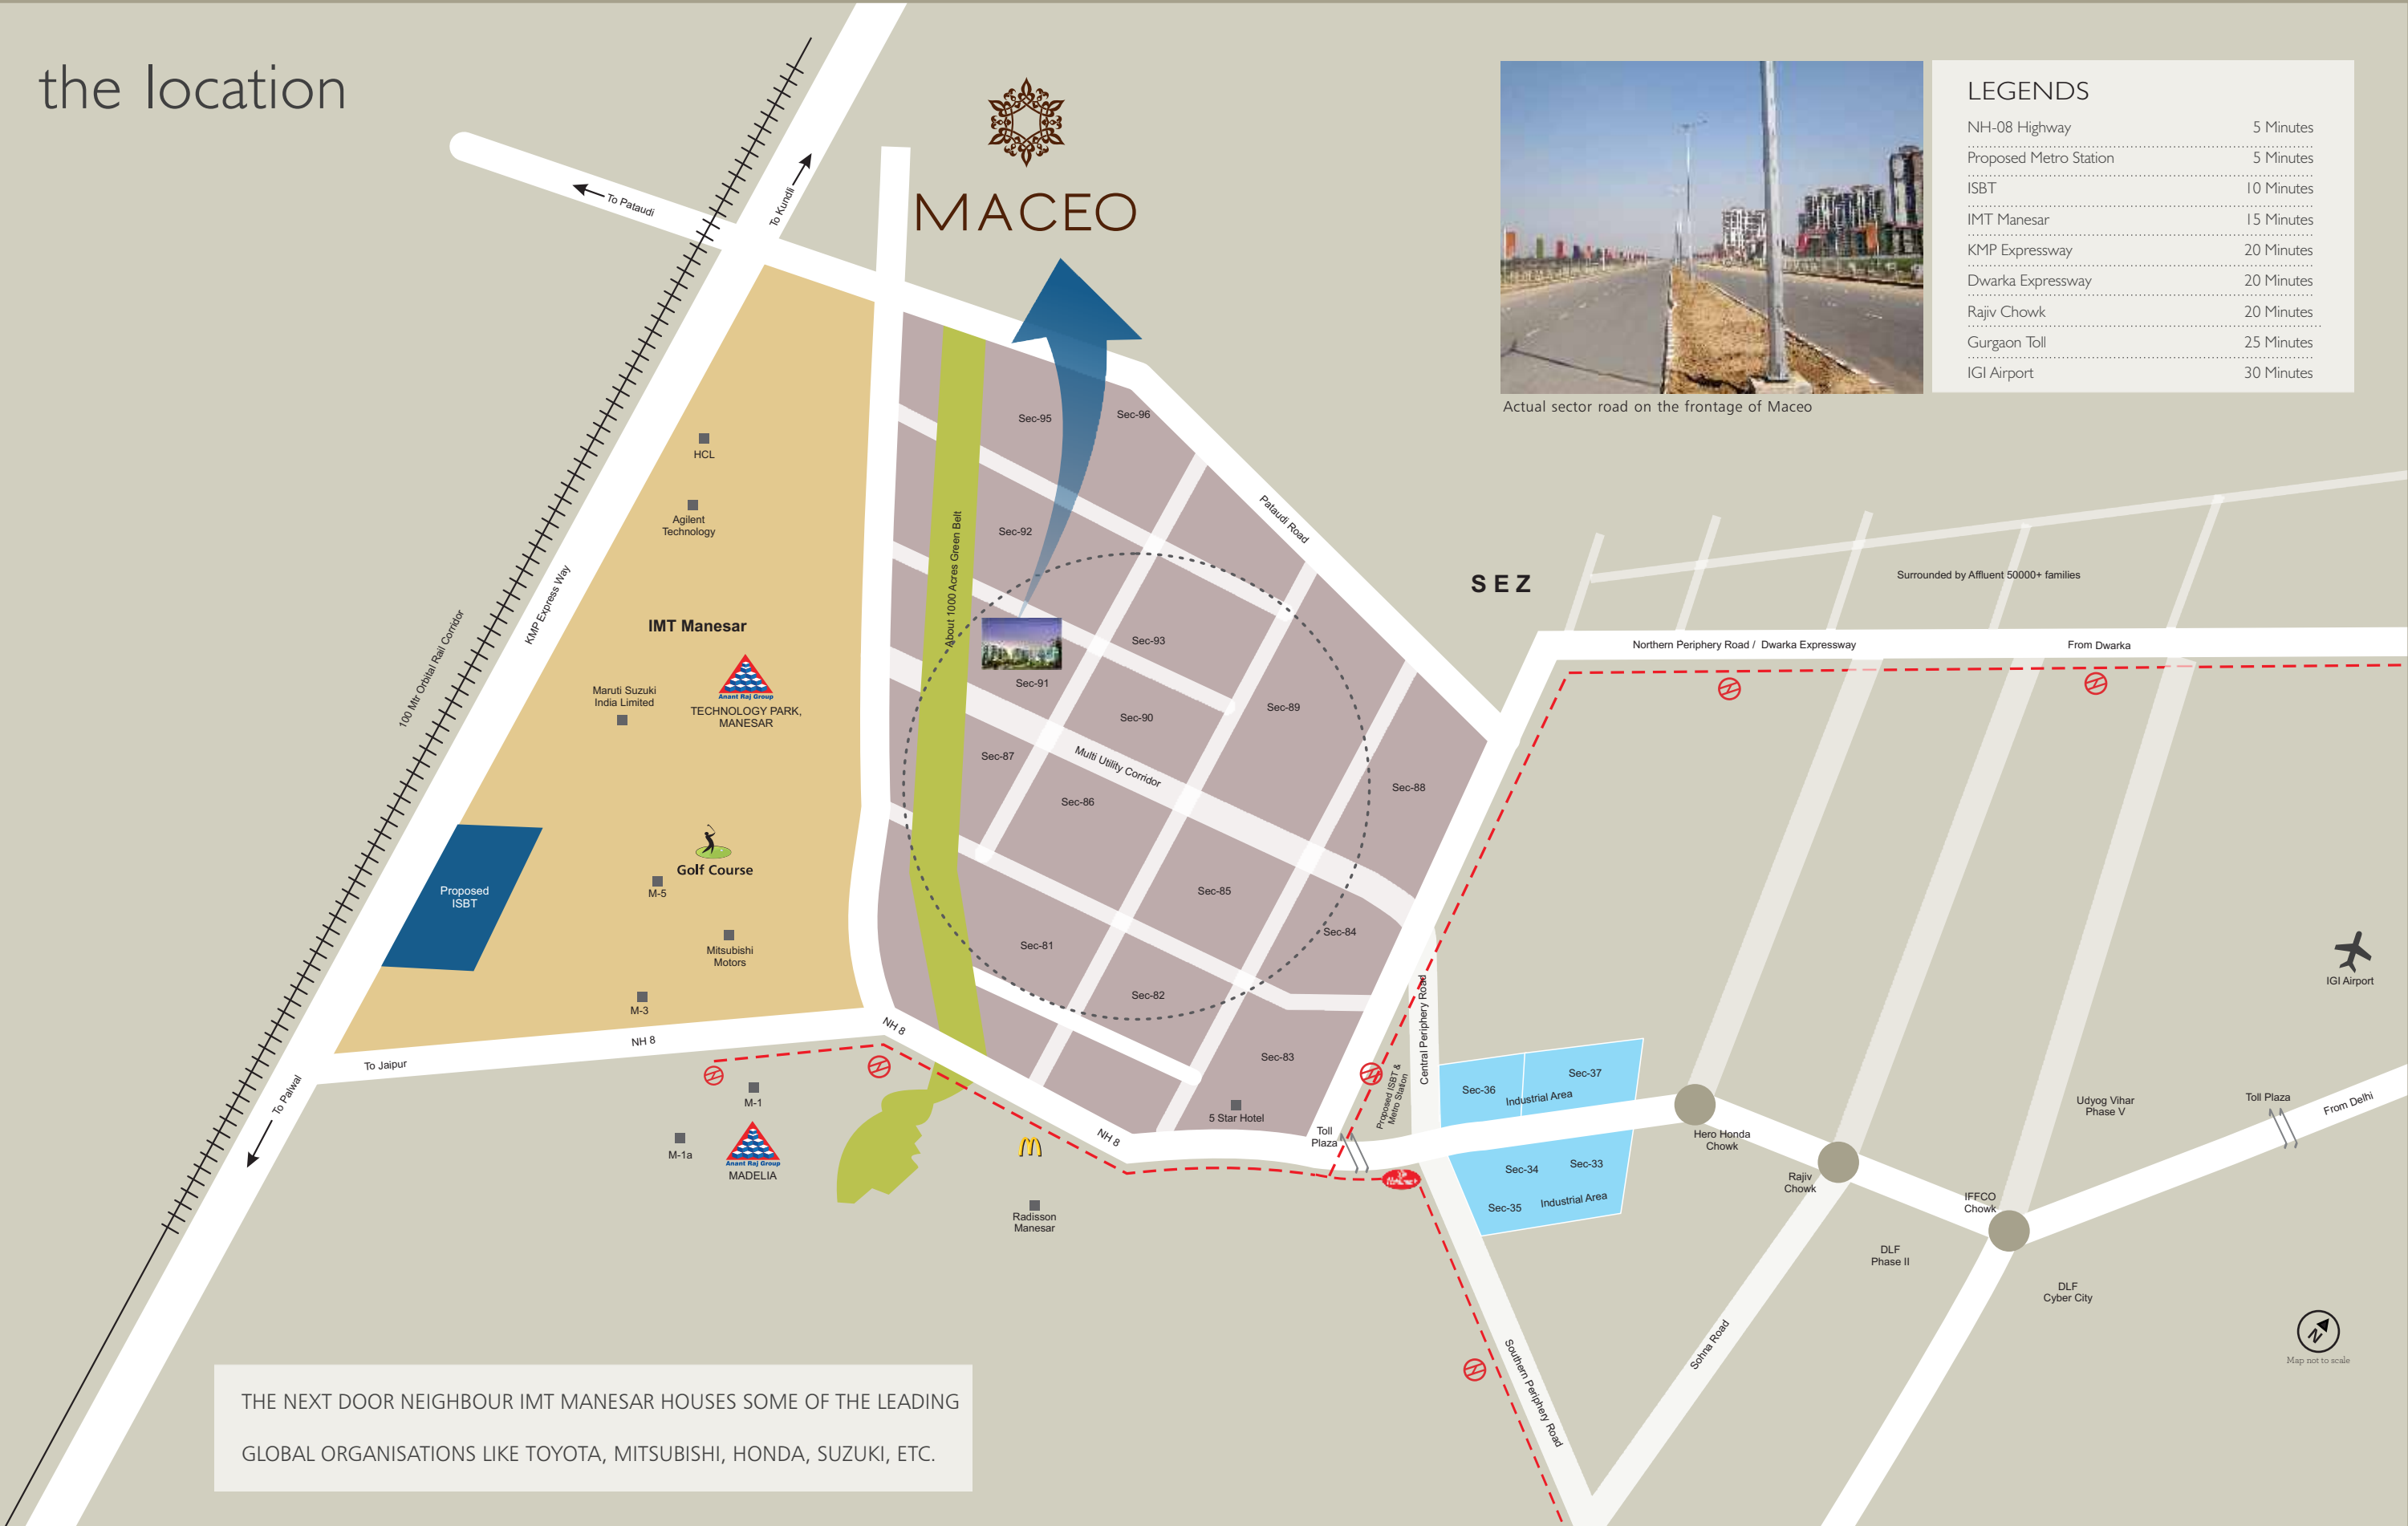 the location
MACEO
LEGENDS
NH-08 Highway 5 Minutes
Proposed Metro Station 5 Minutes
ISBT 10 Minutes
IMT Manesar 15 Minutes
KMP Expressway 20 Minutes
Dwarka Expressway 20 Minutes
Rajiv Chowk 20 Minutes
Gurgaon Toll 25 Minutes
IGI Airport 30 Minutes
Actual sector road on the frontage of Maceo
To Pataudi
To Kundli
Sec-95
Sec-96
HCL
Agilent
Technology
Sec-92
Pataudi Road
About 1000 Acres Green Belt
KMP Express Way
100 Mtr Orbital Rail Corridor
IMT Manesar
SEZ
Surrounded by Affluent 50000+ families
Northern Periphery Road / Dwarka Expressway
From Dwarka
Sec-93
Sec-91
Maruti Suzuki
India Limited
Anant Raj Group
TECHNOLOGY PARK,
MANESAR
Sec-90
Sec-89
Sec-87
Multi Utility Corridor
Sec-88
Sec-86
Golf Course
Proposed
ISBT
M-5
Sec-85
Sec-84
Sec-81
Mitsubishi
Motors
IGI Airport
Sec-82
M-3
NH 8
NH 8
To Jaipur
To Palwal
Sec-83
Central Periphery Road
Proposed ISBT &
Metro Station
Sec-36
Sec-37
Industrial Area
M-1
5 Star Hotel
Toll
Plaza
NH 8
Hero Honda
Chowk
Udyog Vihar
Phase V
Toll Plaza
From Delhi
M-1a
Anant Raj Group
MADELIA
Sec-34
Sec-33
Sec-35
Industrial Area
Rajiv
Chowk
IFFCO
Chowk
Radisson
Manesar
DLF
Phase II
DLF
Cyber City
Southern Periphery Road
Sohna Road
N
Map not to scale
THE NEXT DOOR NEIGHBOUR IMT MANESAR HOUSES SOME OF THE LEADING
GLOBAL ORGANISATIONS LIKE TOYOTA, MITSUBISHI, HONDA, SUZUKI, ETC.